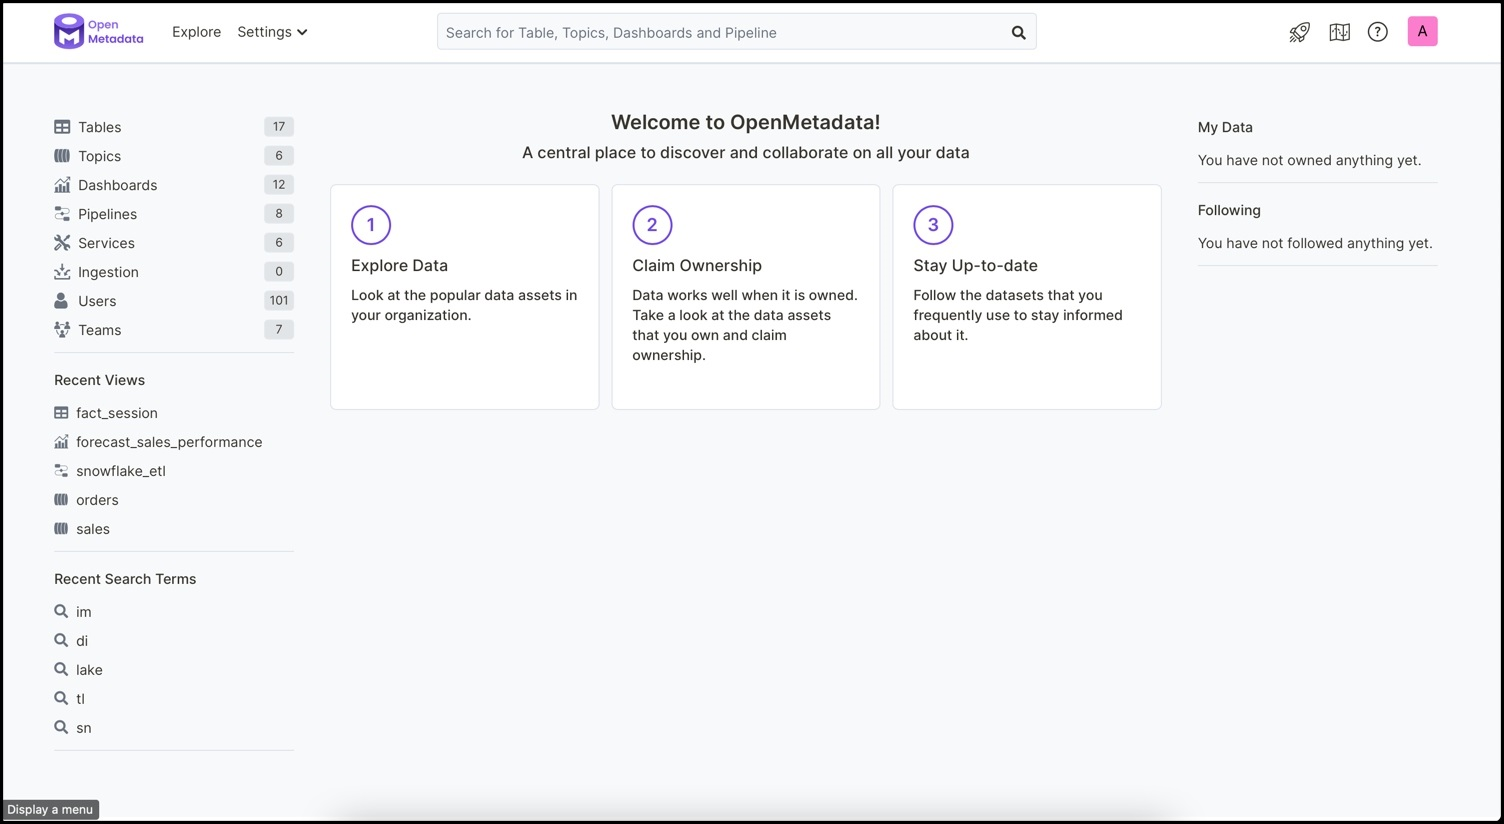 Open
Metadata
Explore
Settings
Search for Table, Topics, Dashboards and Pipeline
?
A
Tables 17
Topics 6
Dashboards 12
Pipelines 8
Services 6
Ingestion 0
Users 101
Teams 7
Recent Views
fact_session
forecast_sales_performance
snowflake_etl
orders
sales
Recent Search Terms
im
di
lake
tl
sn
Welcome to OpenMetadata!
A central place to discover and collaborate on all your data
1
Explore Data
Look at the popular data assets in
your organization.
2
Claim Ownership
Data works well when it is owned.
Take a look at the data assets
that you own and claim
ownership.
3
Stay Up-to-date
Follow the datasets that you
frequently use to stay informed
about it.
My Data
You have not owned anything yet.
Following
You have not followed anything yet.
Display a menu